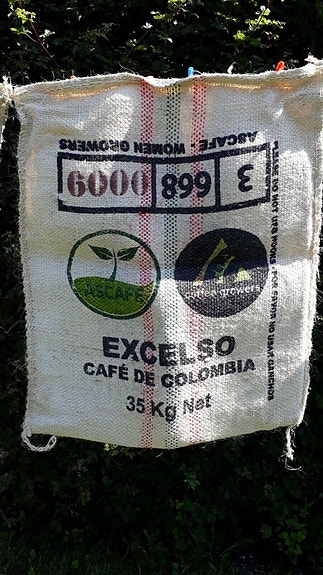 ASCAFE - WOMEN GROWERS
3 668 0009
ASCAFE
coffee growers
EXCELSO
CAFÉ DE COLOMBIA
35 Kg Net
PLEASE DO NOT USE HOOKS - POR FAVOR NO USAR GANCHOS